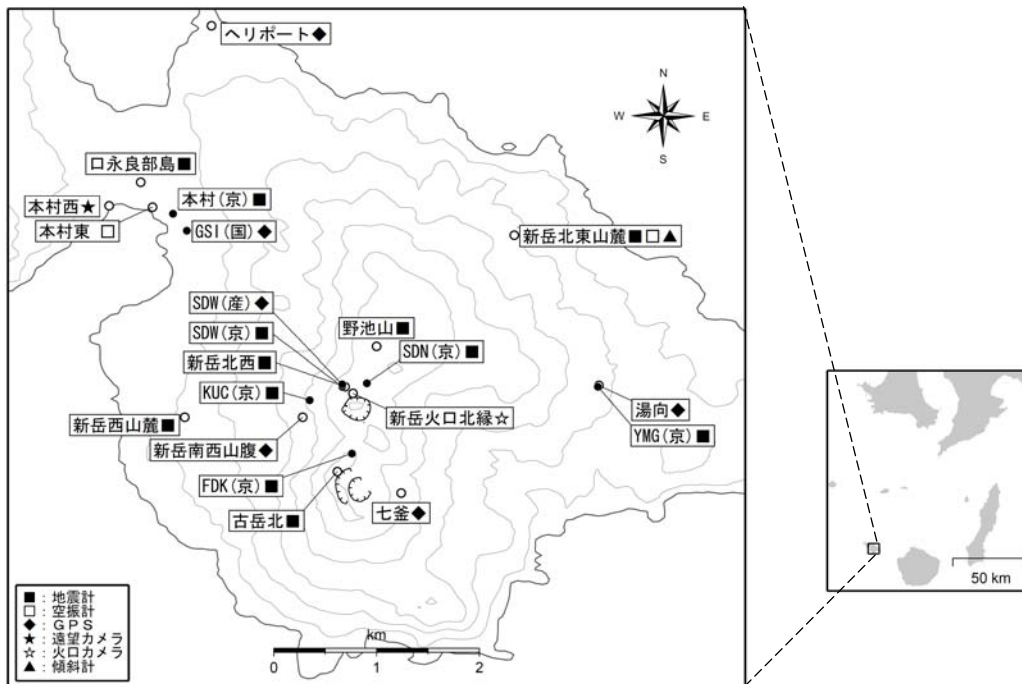 ヘリポート◆
N
W E
S
口永良部島■
本村西★
本村(京)■
本村東 □
GSI(国)◆
新岳北東山麓■□▲
SDW(産)◆
野池山■
SDW(京)■
SDN(京)■
新岳北西■
KUC(京)■
新岳火口北縁☆
湯向◆
新岳西山麓■
YMG(京)■
新岳南西山腹◆
FDK(京)■
七釜◆
古岳北■
50 km
■：地震計
□：空振計
◆：ＧＰＳ
★：遠望カメラ
☆：火口カメラ
▲：傾斜計
km
0 1 2